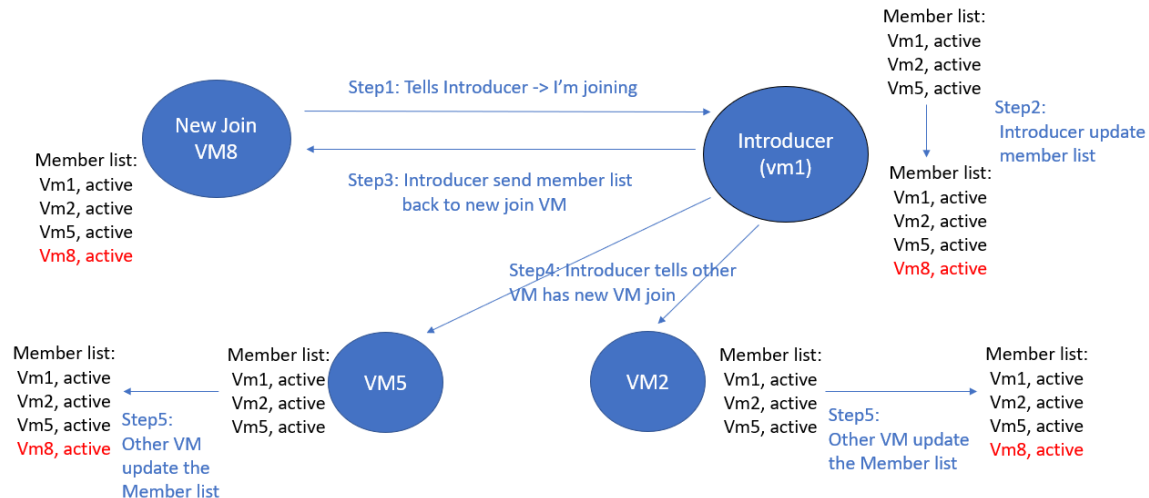 Member list:
Vm1, active
Vm2, active
Vm5, active
Step1: Tells Introducer -> I'm joining
New Join
VM8
Introducer
(vm1)
Step2:
Introducer update
member list
Member list:
Vm1, active
Vm2, active
Vm5, active
Vm8, active
Step3: Introducer send member list
back to new join VM
Member list:
Vm1, active
Vm2, active
Vm5, active
Vm8, active
Step4: Introducer tells other
VM has new VM join
Member list:
Vm1, active
Vm2, active
Vm5, active
Vm8, active
Step5:
Other VM
update the
Member list
Member list:
Vm1, active
Vm2, active
Vm5, active
VM5
VM2
Member list:
Vm1, active
Vm2, active
Vm5, active
Step5:
Other VM update
the Member list
Member list:
Vm1, active
Vm2, active
Vm5, active
Vm8, active